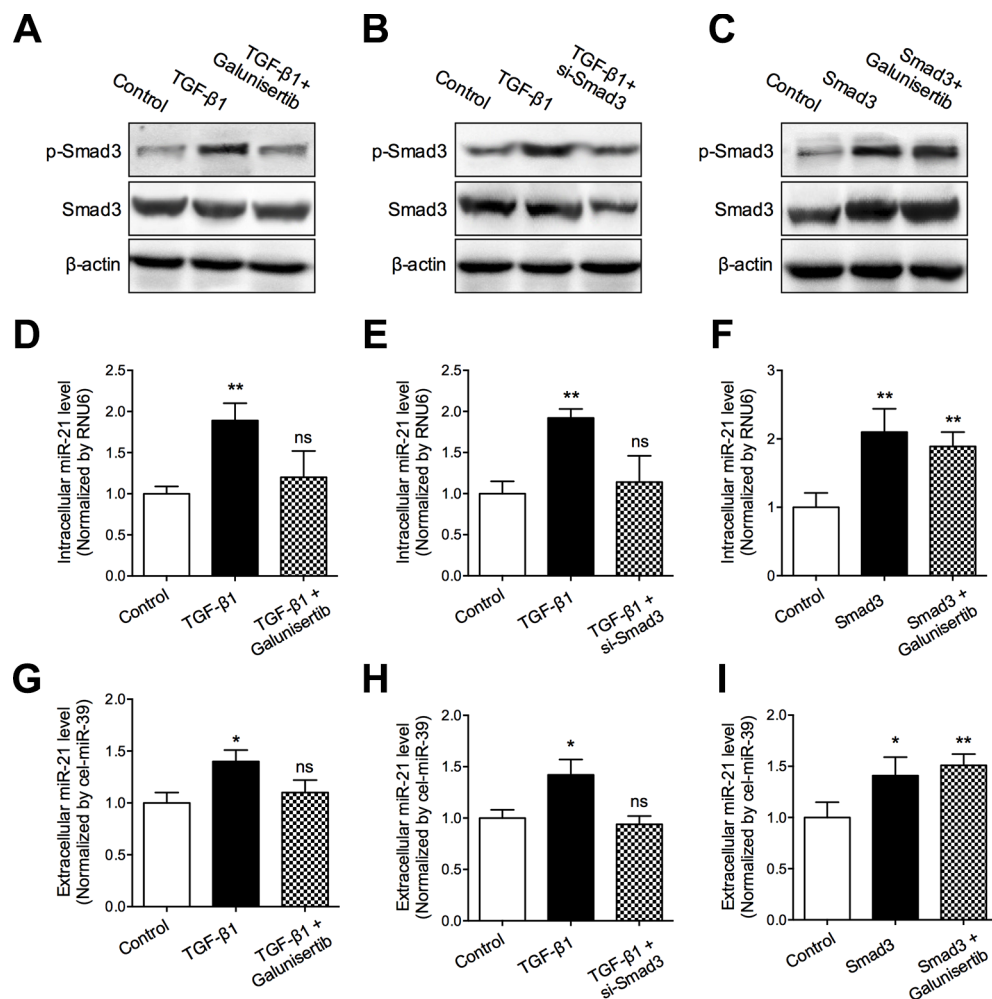 A
Control
TGF-β1
TGF-β1+
Galunisertib
p-Smad3
Smad3
β-actin
B
Control
TGF-β1
TGF-β1+
si-Smad3
p-Smad3
Smad3
β-actin
C
Control
Smad3
Smad3+
Galunisertib
p-Smad3
Smad3
β-actin
D
Intracellular miR-21 level
(Normalized by RNU6)
2.5
2.0
1.5
1.0
0.5
0.0
**
ns
Control
TGF-β1
TGF-β1 +
Galunisertib
E
Intracellular miR-21 level
(Normalized by RNU6)
2.5
2.0
1.5
1.0
0.5
0.0
**
ns
Control
TGF-β1
TGF-β1 +
si-Smad3
F
Intracellular miR-21 level
(Normalized by RNU6)
3
2
1
0
**
**
Control
Smad3
Smad3 +
Galunisertib
G
Extracellular miR-21 level
(Normalized by cel-miR-39)
2.0
1.5
1.0
0.5
0.0
*
ns
Control
TGF-β1
TGF-β1 +
Galunisertib
H
Extracellular miR-21 level
(Normalized by cel-miR-39)
2.0
1.5
1.0
0.5
0.0
*
ns
Control
TGF-β1
TGF-β1 +
si-Smad3
I
Extracellular miR-21 level
(Normalized by cel-miR-39)
2.0
1.5
1.0
0.5
0.0
*
**
Control
Smad3
Smad3 +
Galunisertib